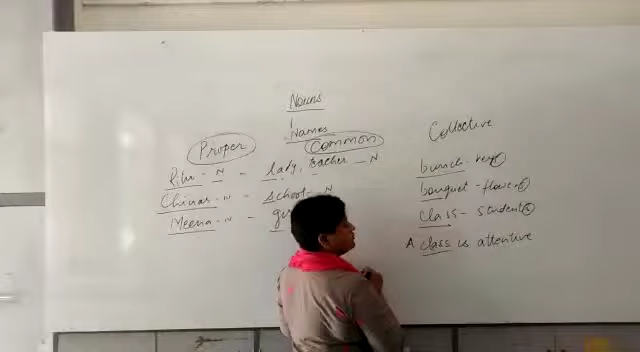 Nouns
Names
Proper Common Collective
- N - lady, teacher - N bunch - keys
Chinar - N - school - N bouquet - flowers
Meena - N - class - students
A class is attentive